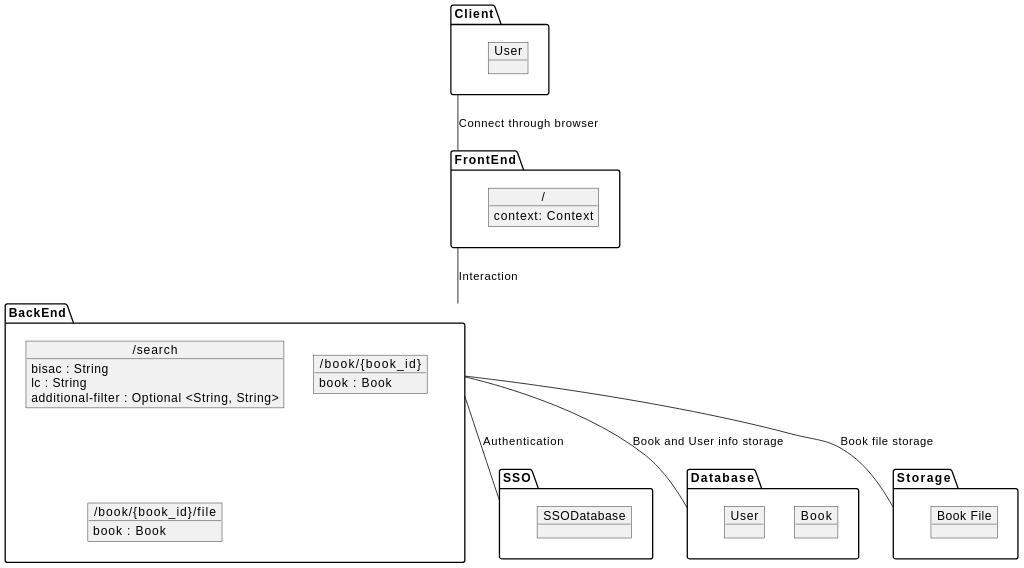 Client
User
Connect through browser
FrontEnd
/
context: Context
Interaction
BackEnd
/search
bisac : String
lc : String
additional-filter : Optional <String, String>
/book/{book_id}
book : Book
/book/{book_id}/file
book : Book
Authentication
Book and User info storage
Book file storage
SSO
SSODatabase
Database
User
Book
Storage
Book File